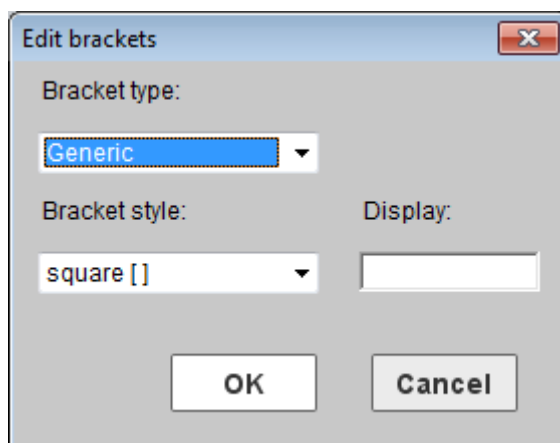 Edit brackets
Bracket type:
Generic
Bracket style: Display:
square [ ]
OK Cancel